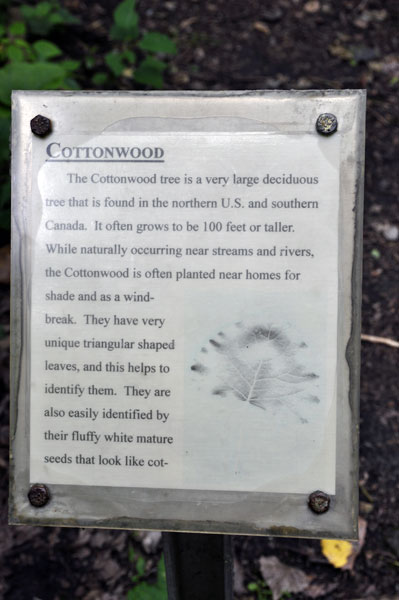 COTTONWOOD
The Cottonwood tree is a very large deciduous
tree that is found in the northern U.S. and southern
Canada. It often grows to be 100 feet or taller.
While naturally occurring near streams and rivers,
the Cottonwood is often planted near homes for
shade and as a wind-
break. They have very
unique triangular shaped
leaves, and this helps to
identify them. They are
also easily identified by
their fluffy white mature
seeds that look like cot-